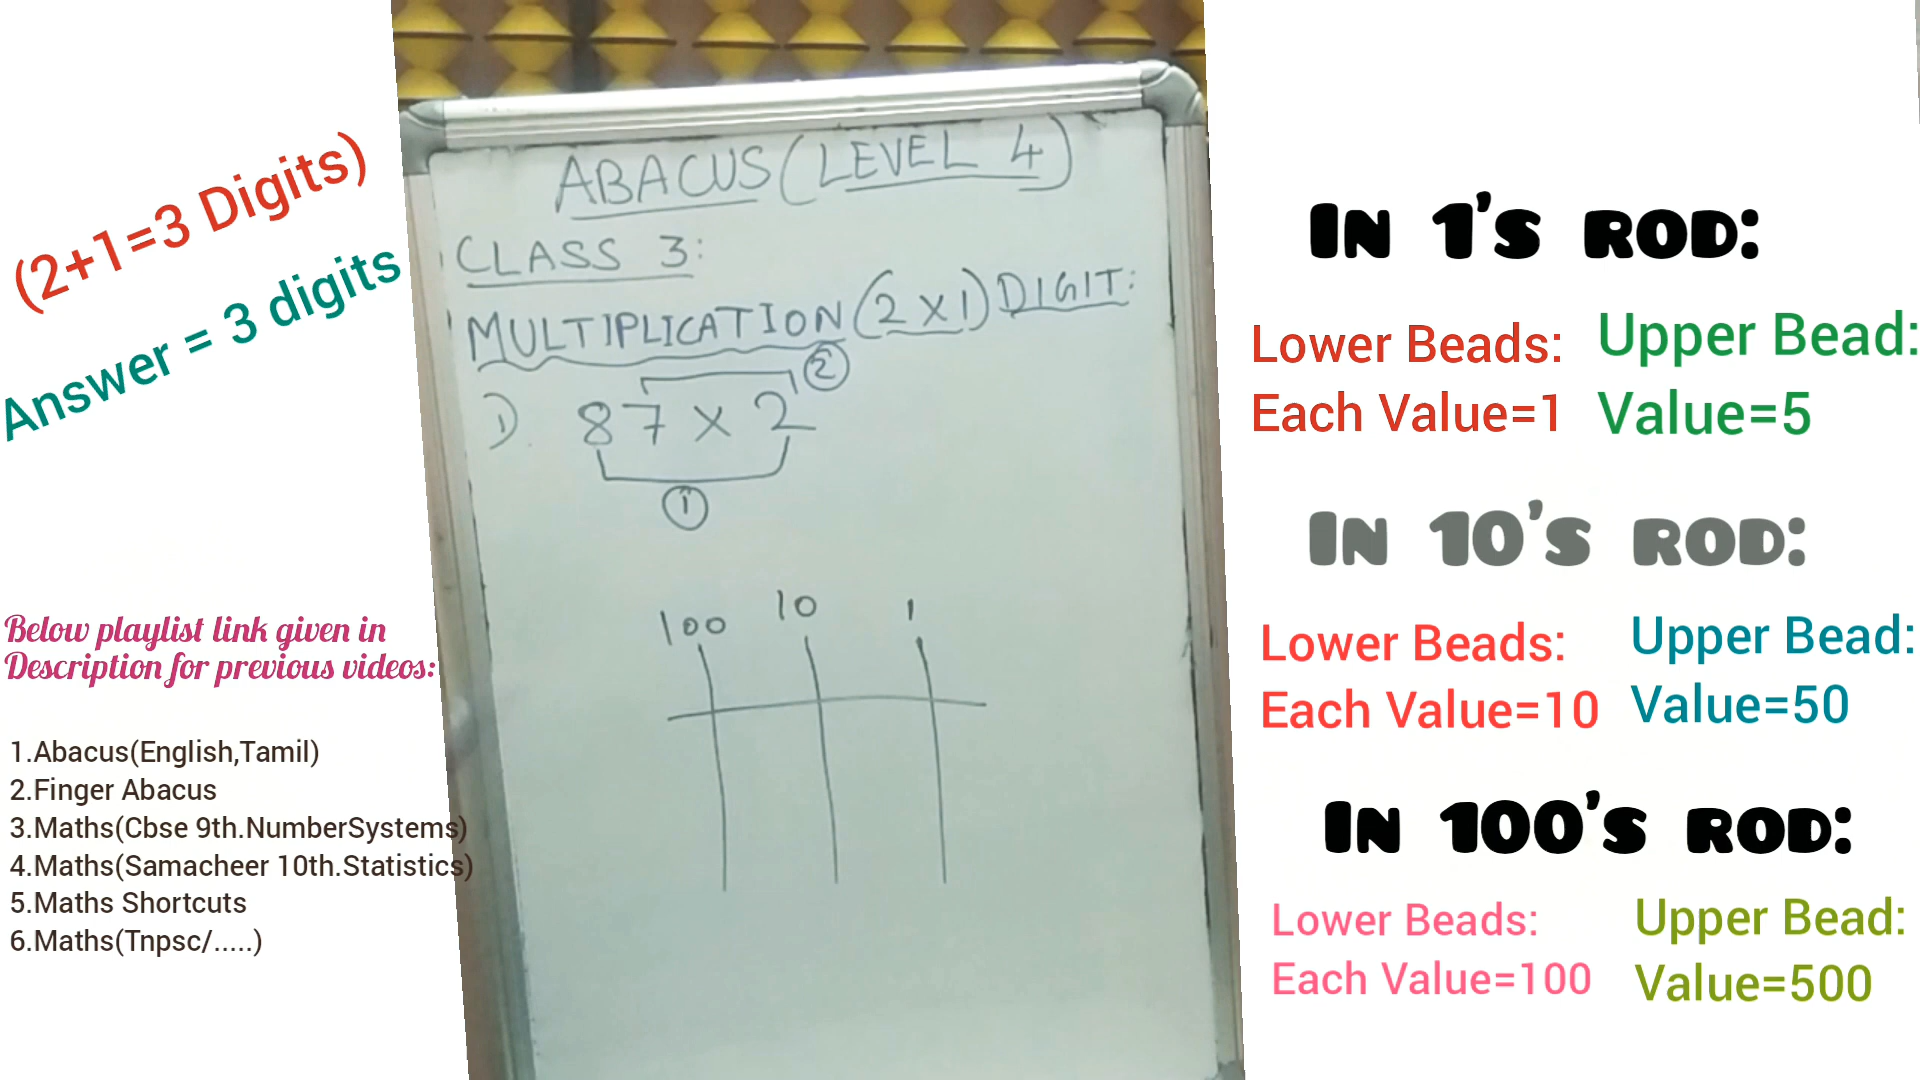 (2+1=3 Digits)
Answer = 3 digits
Below playlist link given in
Description for previous videos:
1.Abacus(English,Tamil)
2.Finger Abacus
3.Maths(Cbse 9th.NumberSystems)
4.Maths(Samacheer 10th.Statistics)
5.Maths Shortcuts
6.Maths(Tnpsc/.....)
ABACUS (LEVEL 4)
CLASS 3:
MULTIPLICATION (2 X 1) DIGIT:
2
1). 87 x 2
1
100 10 1
In 1's rod:
Lower Beads: Upper Bead:
Each Value=1 Value=5
In 10's rod:
Lower Beads: Upper Bead:
Each Value=10 Value=50
In 100's rod:
Lower Beads: Upper Bead:
Each Value=100 Value=500